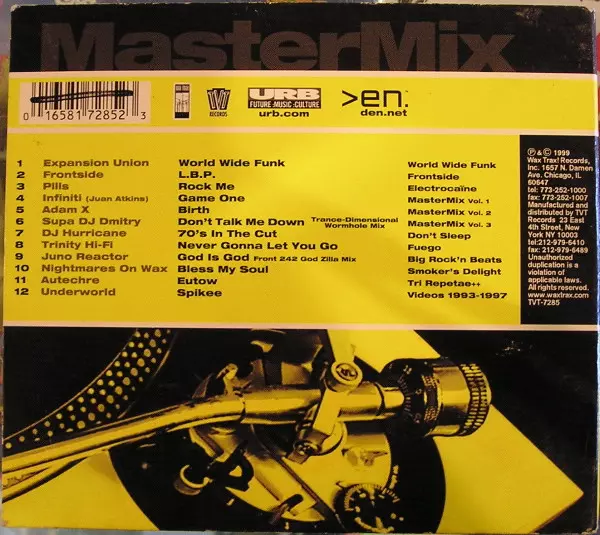 MasterMix
0 16581 72852 3
TVT
RECORDS
URB
FUTURE MUSIC CULTURE
urb.com
>en.
den.net
1 Expansion Union World Wide Funk World Wide Funk
2 Frontside L.B.P. Frontside
3 Pills Rock Me Electrocaïne
4 Infiniti (Juan Atkins) Game One MasterMix Vol. 1
5 Adam X Birth MasterMix Vol. 2
6 Supa DJ Dmitry Don't Talk Me Down Trance-Dimensional Wormhole Mix MasterMix Vol. 3
7 DJ Hurricane 70's In The Cut Don't Sleep
8 Trinity Hi-Fi Never Gonna Let You Go Fuego
9 Juno Reactor God Is God Front 242 God Zilla Mix Big Rock'n Beats
10 Nightmares On Wax Bless My Soul Smoker's Delight
11 Autechre Eutow Tri Repetae++
12 Underworld Spikee Videos 1993-1997
℗ & © 1999
Wax Trax! Records,
Inc. 1657 N. Damen
Ave. Chicago, IL
60647
tel: 773-252-1000
fax: 773-252-1007
Manufactured and
distributed by TVT
Records 23 East
4th Street, New
York NY 10003
tel:212-979-6410
fax: 212-979-6489
Unauthorized
duplication is a
violation of
applicable laws.
All rights reserved.
www.waxtrax.com
TVT-7285